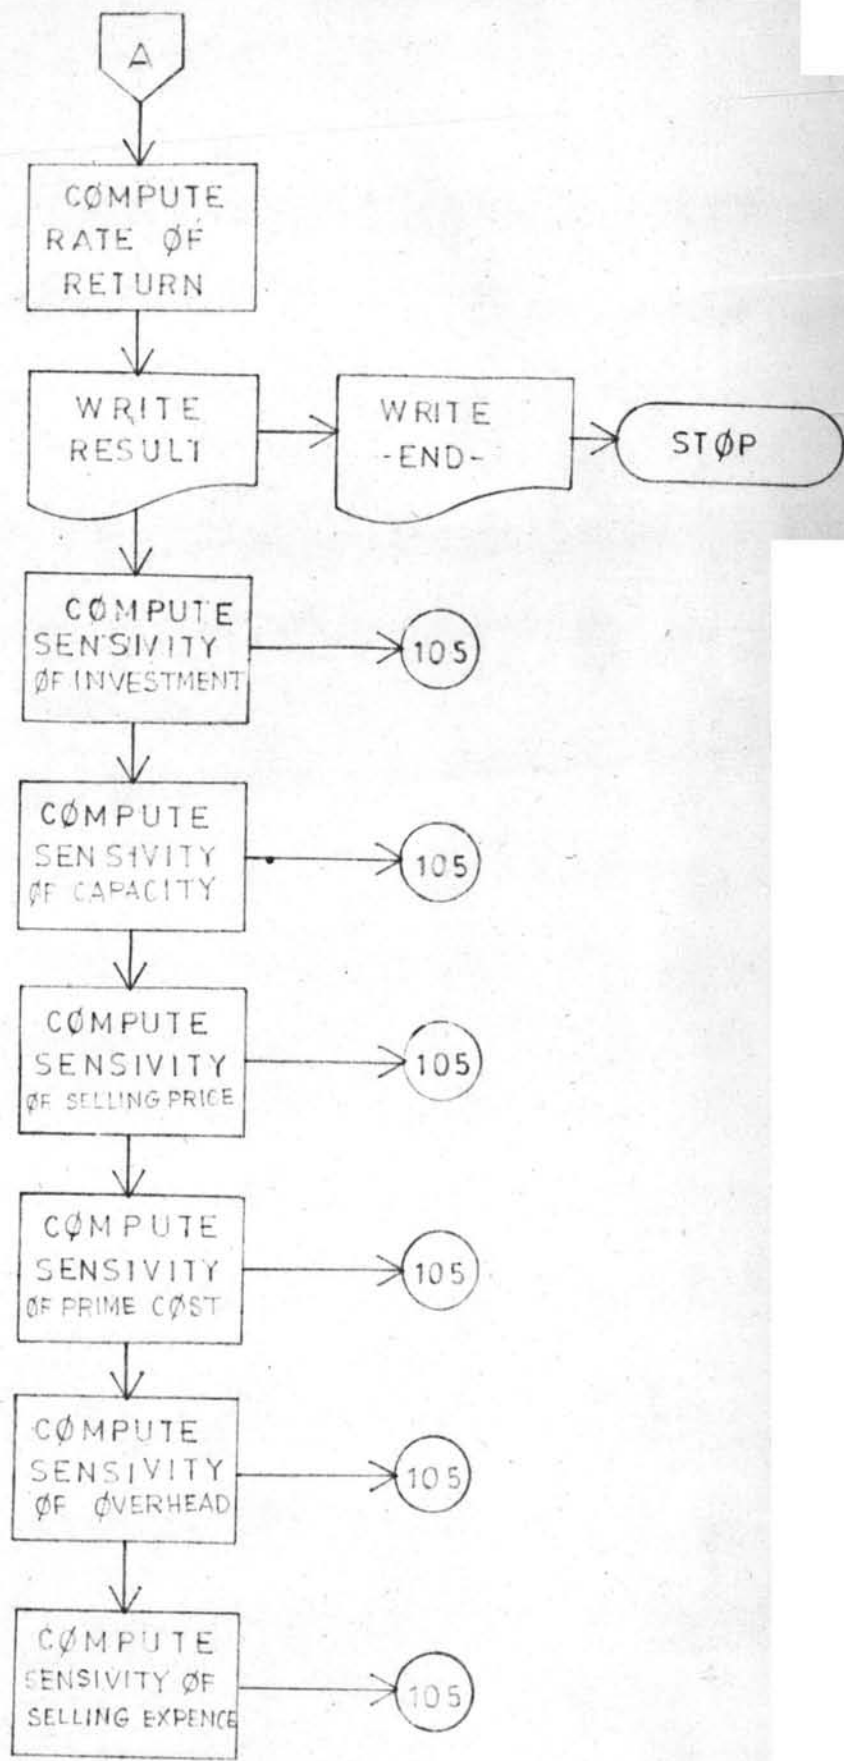 A
CØMPUTE
RATE ØF
RETURN
WRITE
RESULT
WRITE
-END-
STØP
CØMPUTE
SENSIVITY
ØF INVESTMENT
105
CØMPUTE
SENSIVITY
ØF CAPACITY
105
CØMPUTE
SENSIVITY
ØF SELLING PRICE
105
CØMPUTE
SENSIVITY
ØF PRIME CØST
105
CØMPUTE
SENSIVITY
ØF ØVERHEAD
105
CØMPUTE
SENSIVITY ØF
SELLING EXPENCE
105